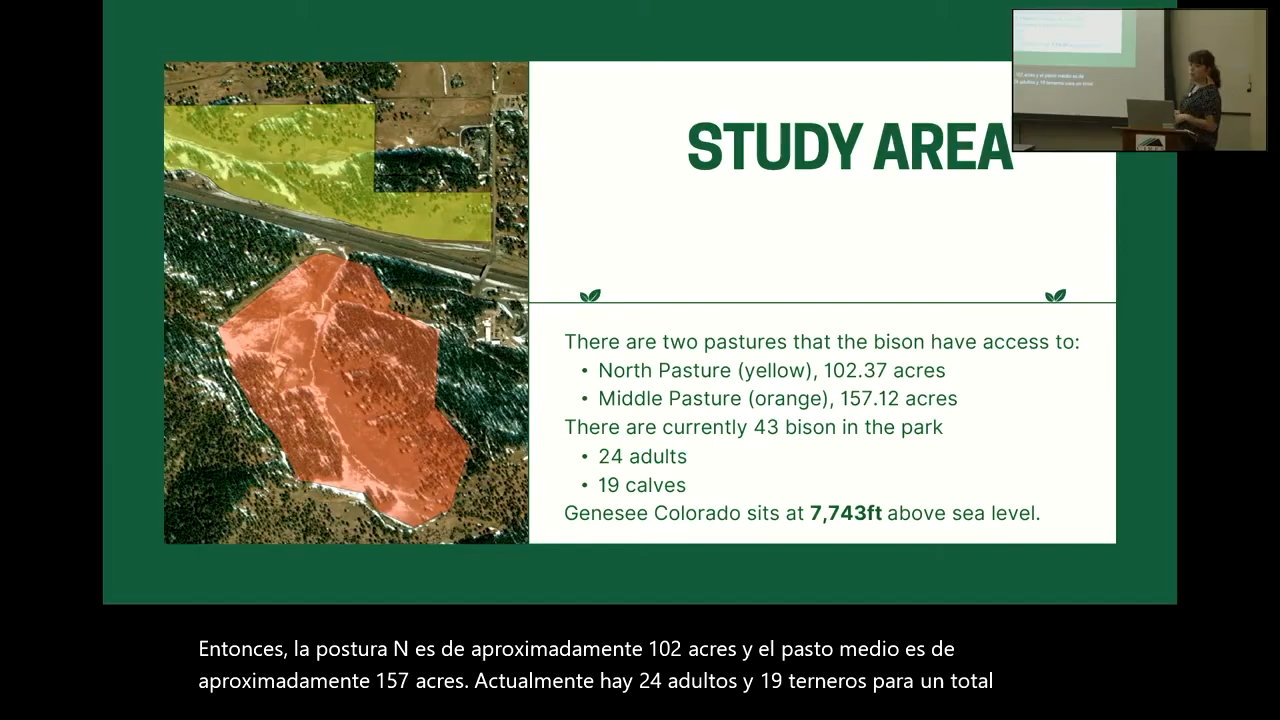 STUDY AREA
There are two pastures that the bison have access to:
• North Pasture (yellow), 102.37 acres
• Middle Pasture (orange), 157.12 acres
There are currently 43 bison in the park
• 24 adults
• 19 calves
Genesee Colorado sits at 7,743ft above sea level.
Entonces, la postura N es de aproximadamente 102 acres y el pasto medio es de
aproximadamente 157 acres. Actualmente hay 24 adultos y 19 terneros para un total